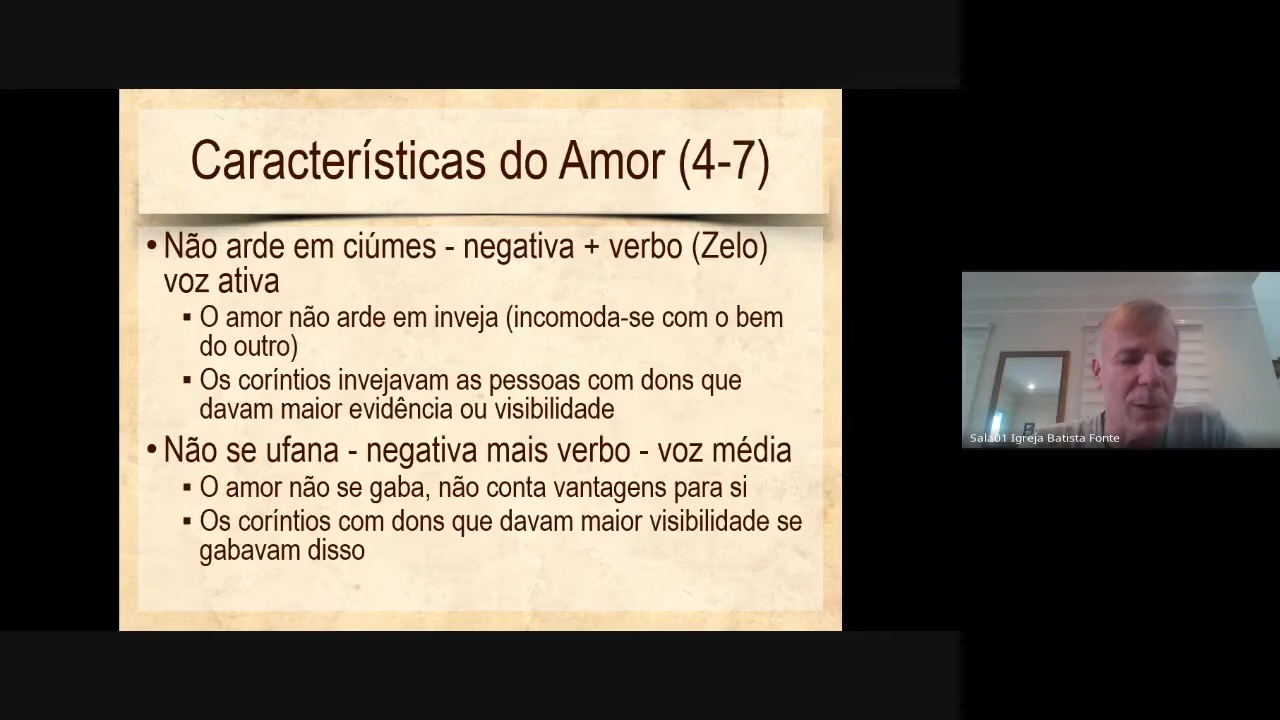 Características do Amor (4-7)
• Não arde em ciúmes - negativa + verbo (Zelo)
voz ativa
▪ O amor não arde em inveja (incomoda-se com o bem
do outro)
▪ Os coríntios invejavam as pessoas com dons que
davam maior evidência ou visibilidade
• Não se ufana - negativa mais verbo - voz média
▪ O amor não se gaba, não conta vantagens para si
▪ Os coríntios com dons que davam maior visibilidade se
gabavam disso
Sala01 Igreja Batista Fonte